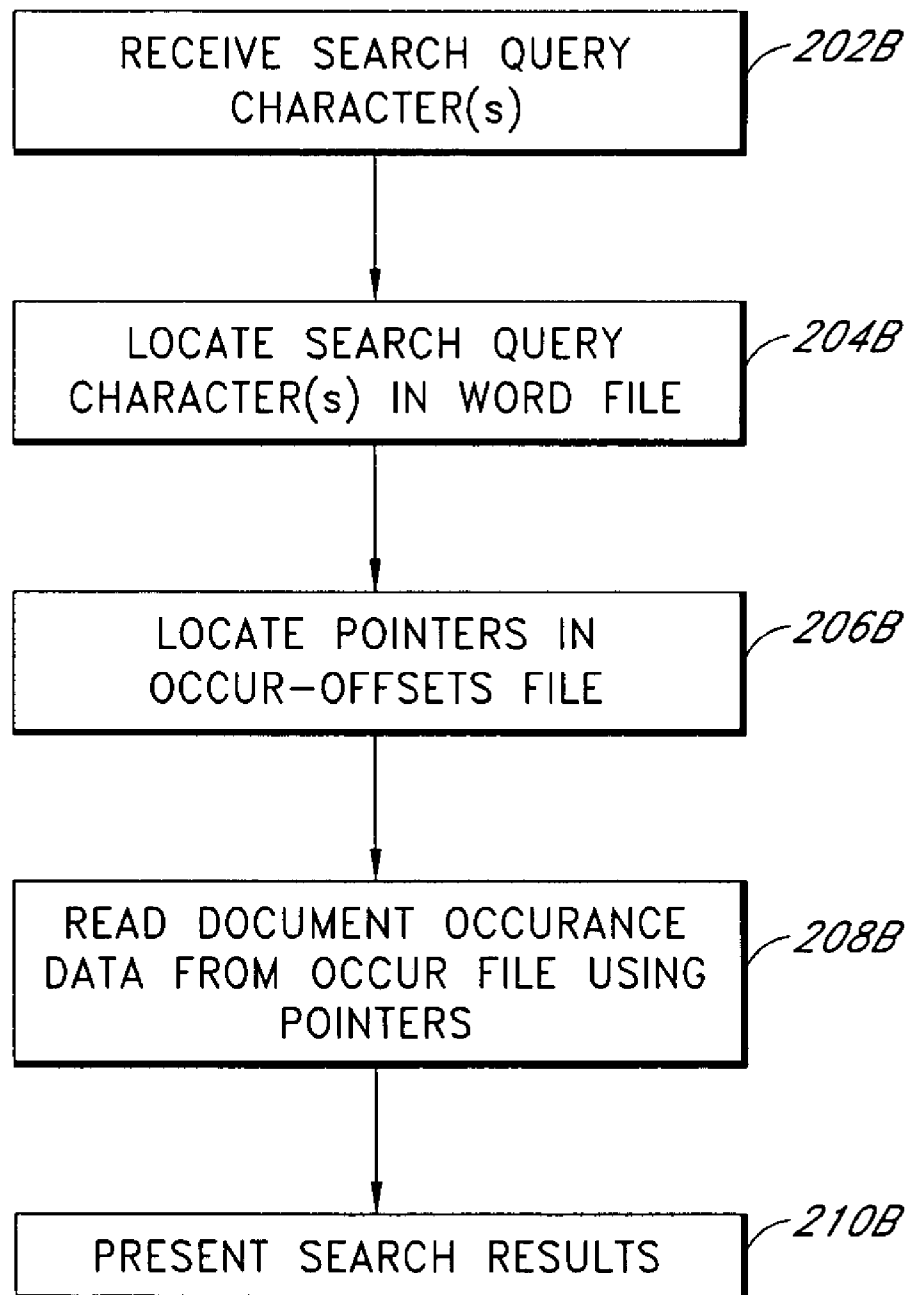 RECEIVE SEARCH QUERY
CHARACTER(s)
202B
LOCATE SEARCH QUERY
CHARACTER(s) IN WORD FILE
204B
LOCATE POINTERS IN
OCCUR-OFFSETS FILE
206B
READ DOCUMENT OCCURANCE
DATA FROM OCCUR FILE USING
POINTERS
208B
PRESENT SEARCH RESULTS
210B